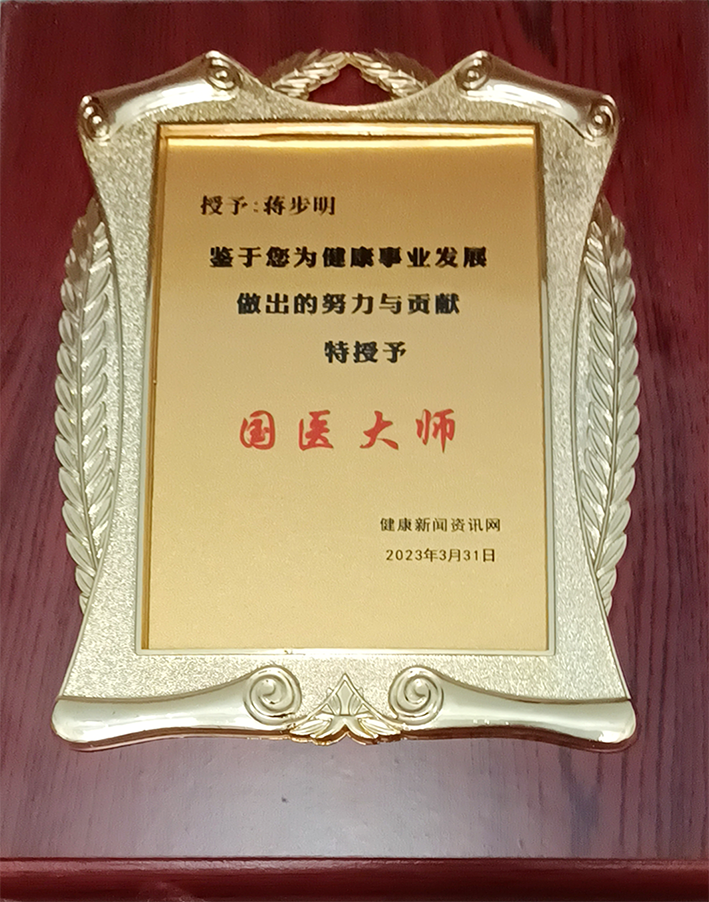 授予:蒋步明
鉴于您为健康事业发展
做出的努力与贡献
特授予
国医大师
健康新闻资讯网
2023年3月31日